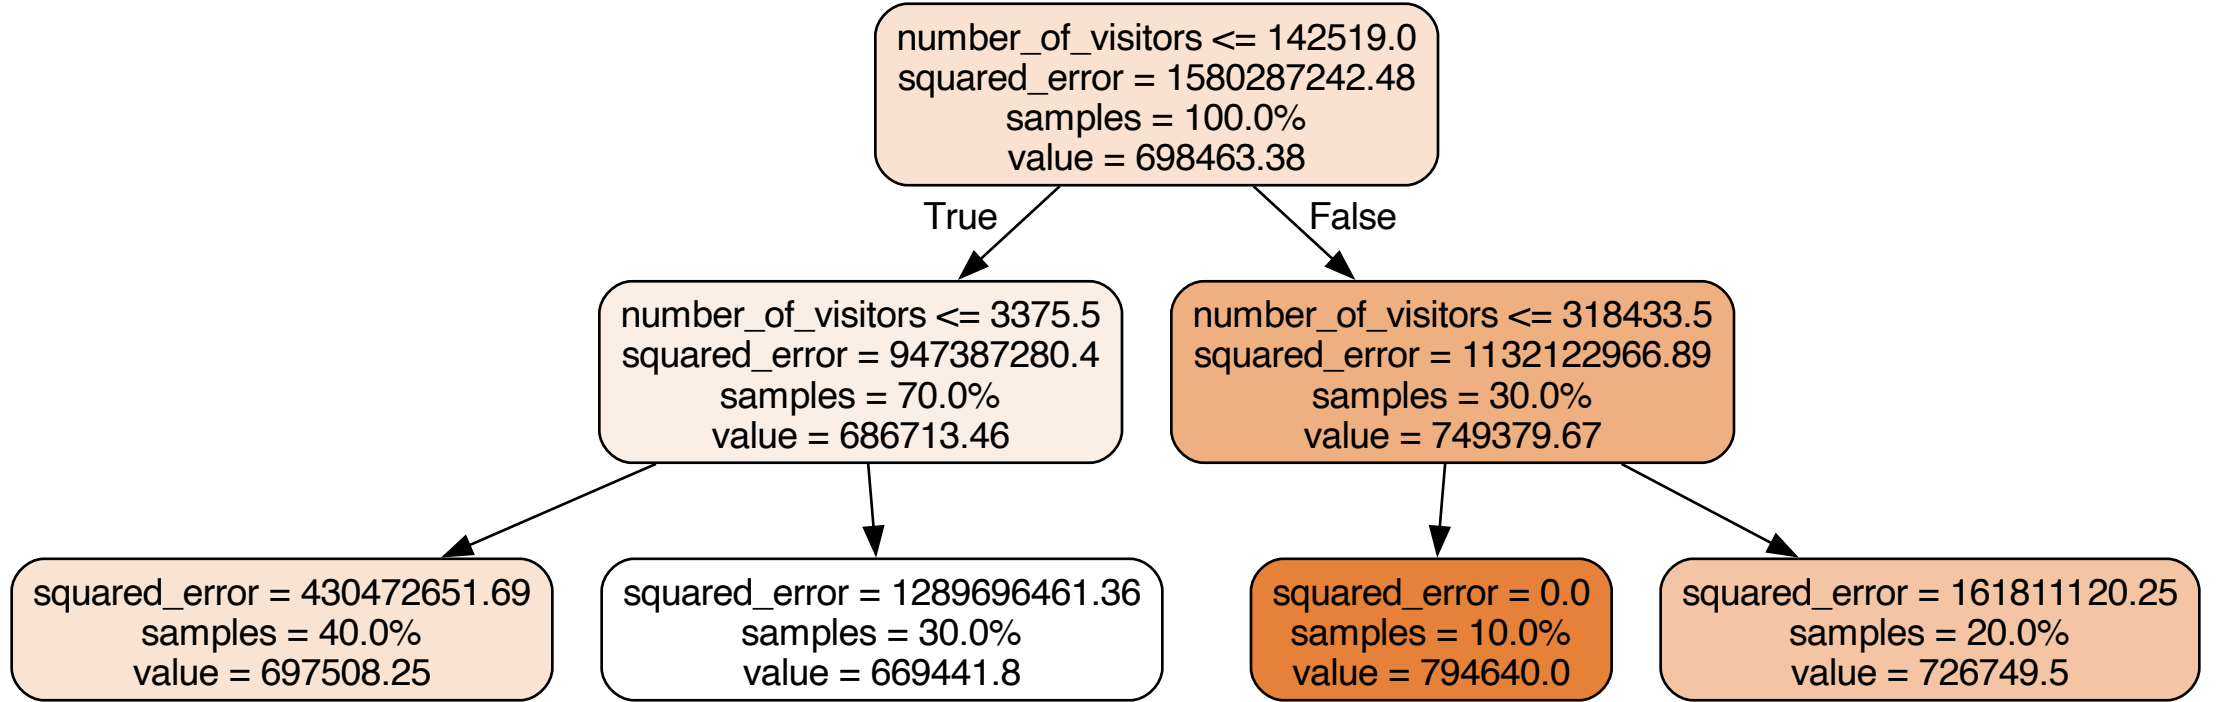 number_of_visitors <= 142519.0
squared_error = 1580287242.48
samples = 100.0%
value = 698463.38
True
False
number_of_visitors <= 3375.5
squared_error = 947387280.4
samples = 70.0%
value = 686713.46
number_of_visitors <= 318433.5
squared_error = 1132122966.89
samples = 30.0%
value = 749379.67
squared_error = 430472651.69
samples = 40.0%
value = 697508.25
squared_error = 1289696461.36
samples = 30.0%
value = 669441.8
squared_error = 0.0
samples = 10.0%
value = 794640.0
squared_error = 161811120.25
samples = 20.0%
value = 726749.5